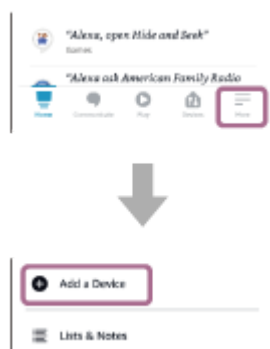 "Alexa, open Hide and Seek"
Games
"Alexa ask American Family Radio
Home
Communicate
Play
Devices
More
Add a Device
Lists & Notes